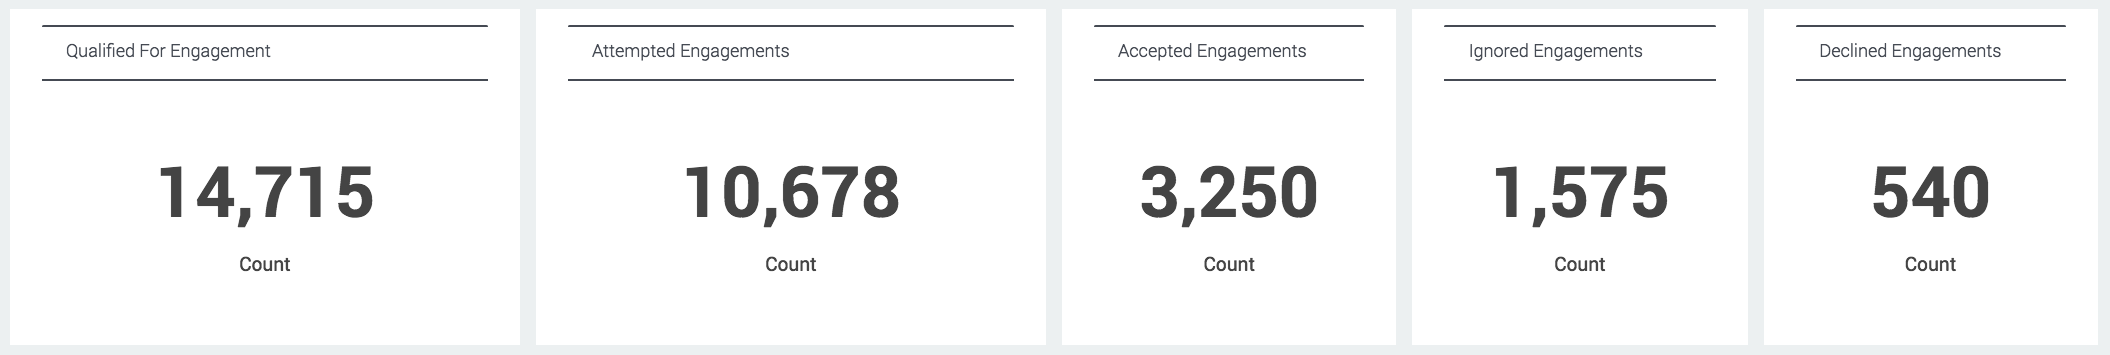 Qualified For Engagement
14,715
Count
Attempted Engagements
10,678
Count
Accepted Engagements
3,250
Count
Ignored Engagements
1,575
Count
Declined Engagements
540
Count